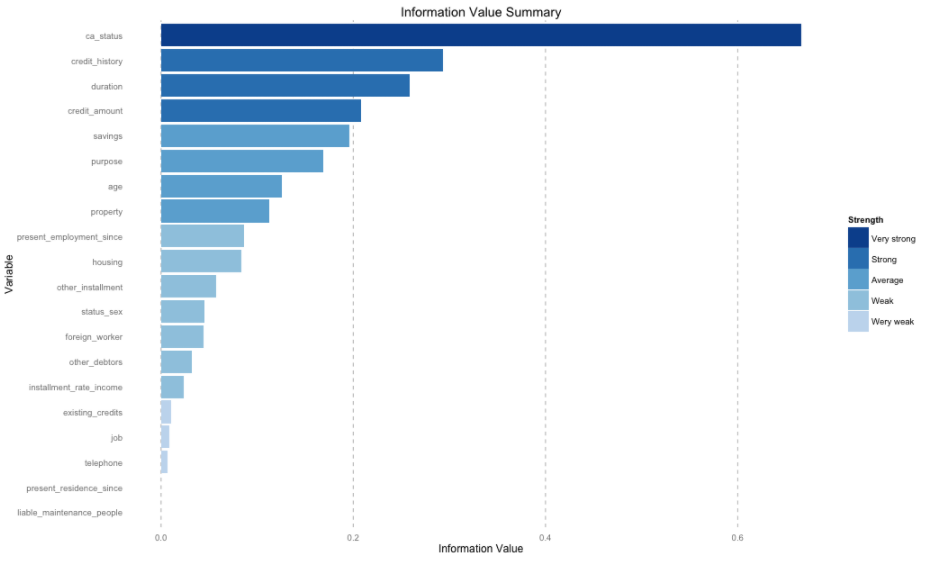 Information Value Summary
ca_status
credit_history
duration
credit_amount
savings
purpose
age
property
present_employment_since
housing
other_installment
status_sex
foreign_worker
other_debtors
installment_rate_income
existing_credits
job
telephone
present_residence_since
liable_maintenance_people
Variable
0.0
0.2
0.4
0.6
Information Value
Strength
Very strong
Strong
Average
Weak
Wery weak